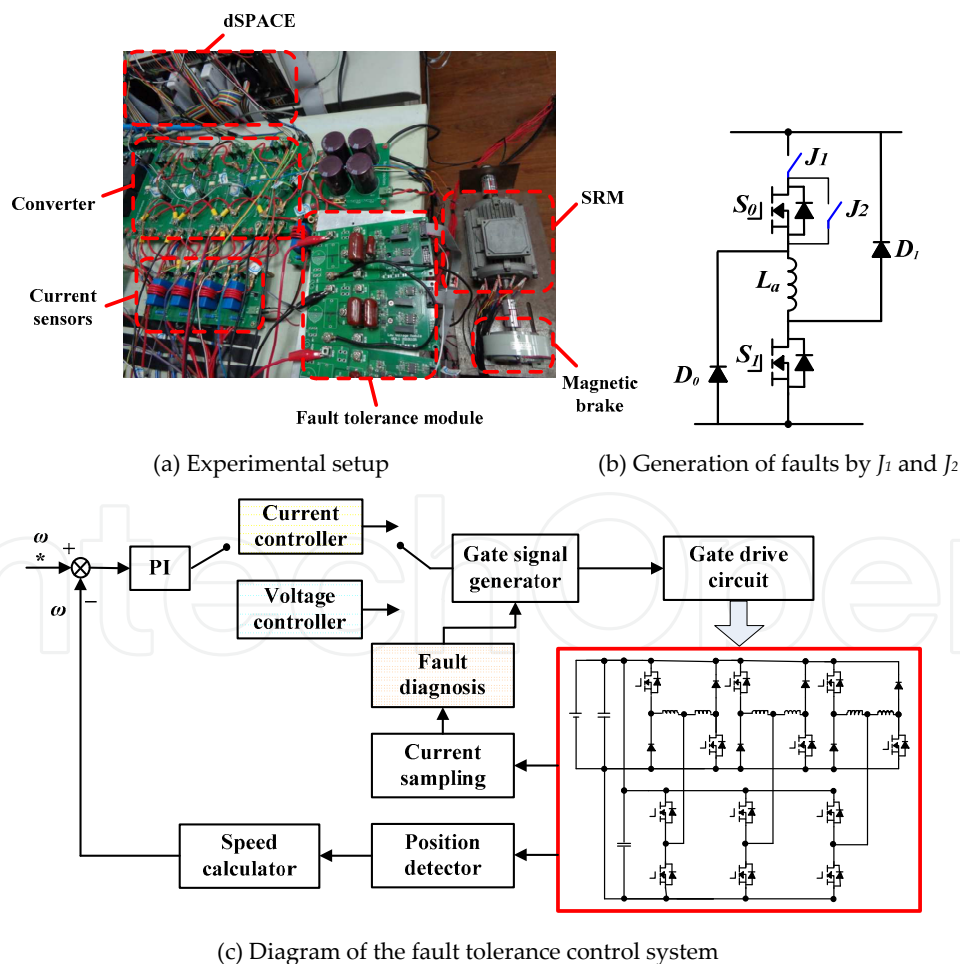 dSPACE
Converter
Current
sensors
SRM
Magnetic
brake
Fault tolerance module
(a) Experimental setup
J1
S0
J2
La
D1
S1
D0
(b) Generation of faults by J1 and J2
ω
*
+
−
ω
PI
Current
controller
Voltage
controller
Gate signal
generator
Gate drive
circuit
Fault
diagnosis
Current
sampling
Speed
calculator
Position
detector
(c) Diagram of the fault tolerance control system